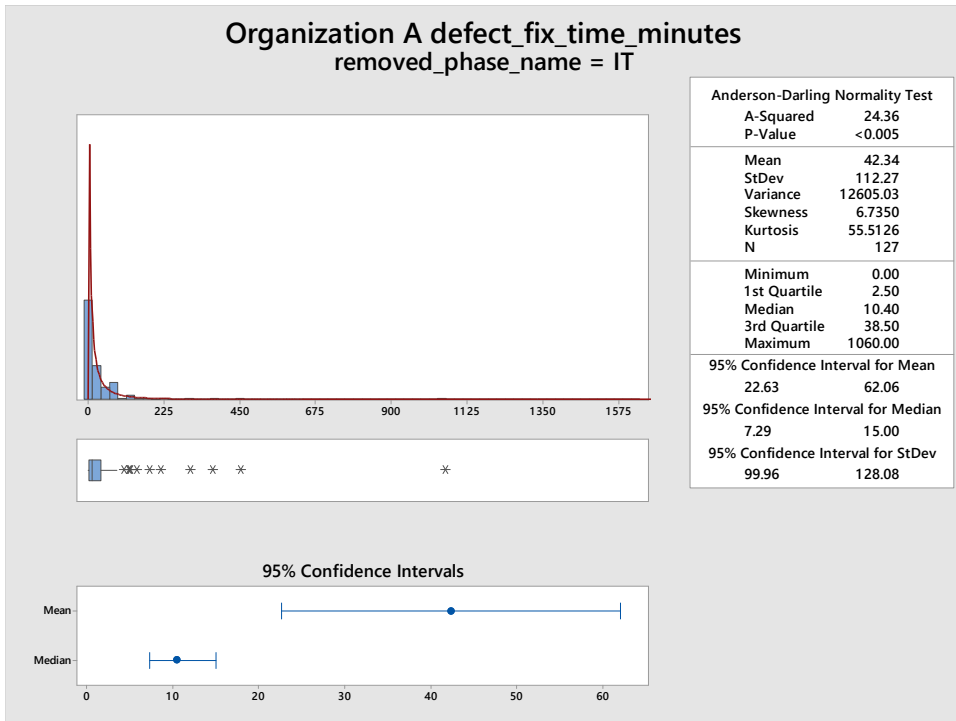 Organization A defect_fix_time_minutes
removed_phase_name = IT
Anderson-Darling Normality Test
A-Squared 24.36
P-Value <0.005
Mean 42.34
StDev 112.27
Variance 12605.03
Skewness 6.7350
Kurtosis 55.5126
N 127
Minimum 0.00
1st Quartile 2.50
Median 10.40
3rd Quartile 38.50
Maximum 1060.00
95% Confidence Interval for Mean
22.63 62.06
95% Confidence Interval for Median
7.29 15.00
95% Confidence Interval for StDev
99.96 128.08
0 225 450 675 900 1125 1350 1575
95% Confidence Intervals
Mean
Median
0 10 20 30 40 50 60